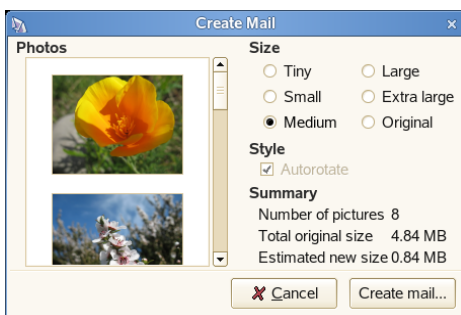 Create Mail
Photos
Size
Tiny
Large
Small
Extra large
Medium
Original
Style
Autorotate
Summary
Number of pictures 8
Total original size 4.84 MB
Estimated new size 0.84 MB
Cancel
Create mail...